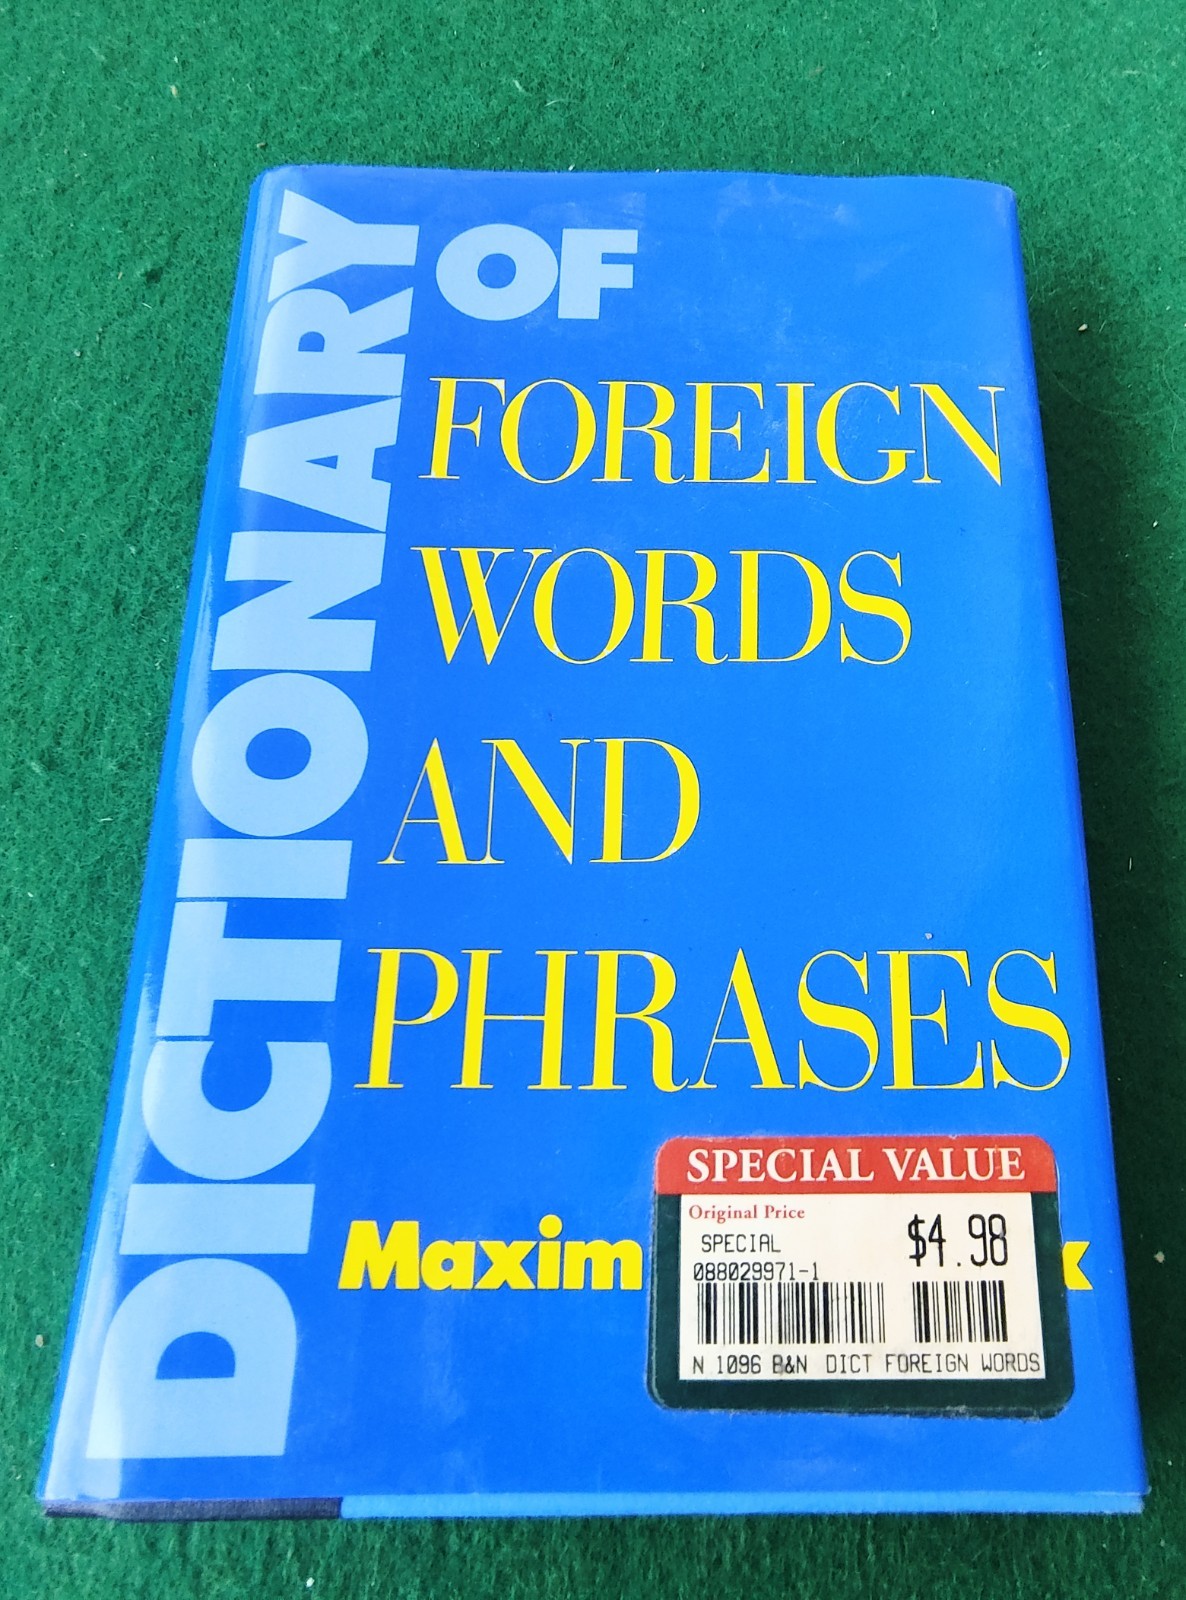 DICTIONARY
OF
FOREIGN
WORDS
AND
PHRASES
Maxim
SPECIAL VALUE
Original Price
SPECIAL
$4.98
088029971-1
N 1096 B&N DICT FOREIGN WORDS